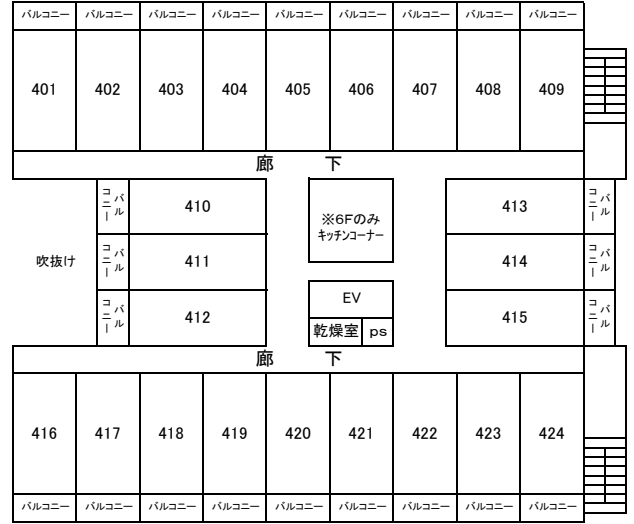 バルコニー バルコニー バルコニー バルコニー バルコニー バルコニー バルコニー バルコニー バルコニー
401 402 403 404 405 406 407 408 409
廊 下
バルコニー 410 ※6Fのみ 413 バルコニー
キッチンコーナー
吹抜け バルコニー 411 414 バルコニー
EV
バルコニー 412 415 バルコニー
乾燥室 ps
廊 下
416 417 418 419 420 421 422 423 424
バルコニー バルコニー バルコニー バルコニー バルコニー バルコニー バルコニー バルコニー バルコニー